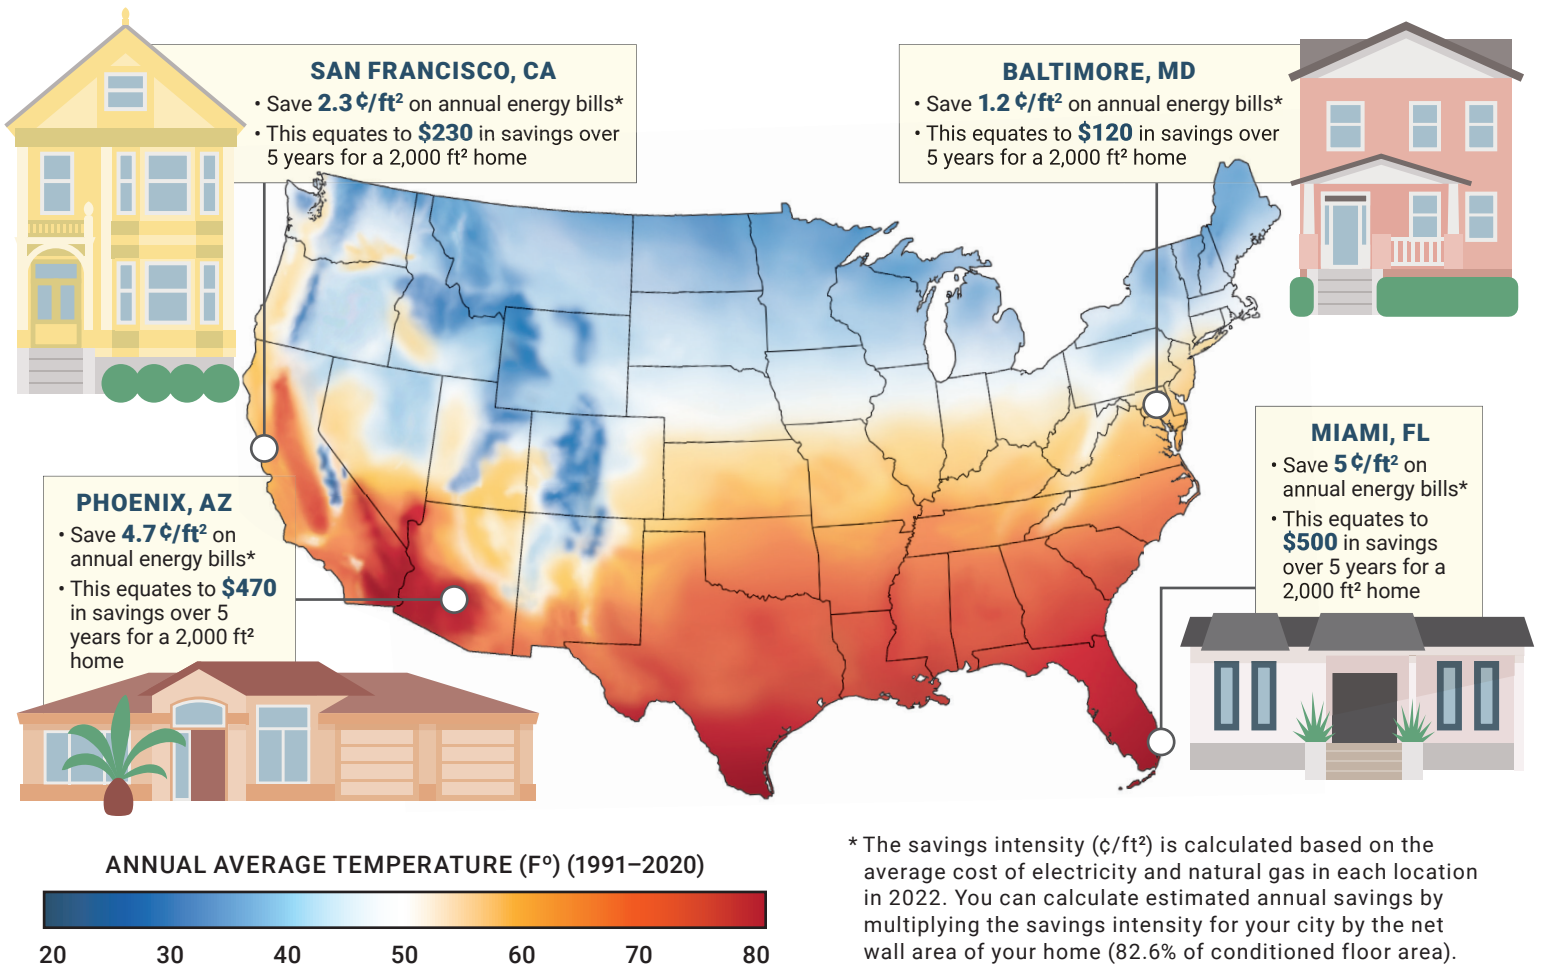 SAN FRANCISCO, CA
• Save 2.3 ¢/ft² on annual energy bills*
• This equates to $230 in savings over
5 years for a 2,000 ft² home
BALTIMORE, MD
• Save 1.2 ¢/ft² on annual energy bills*
• This equates to $120 in savings over
5 years for a 2,000 ft² home
PHOENIX, AZ
• Save 4.7 ¢/ft² on
annual energy bills*
• This equates to $470
in savings over 5
years for a 2,000 ft²
home
MIAMI, FL
• Save 5 ¢/ft² on
annual energy bills*
• This equates to
$500 in savings
over 5 years for a
2,000 ft² home
ANNUAL AVERAGE TEMPERATURE (Fº) (1991–2020)
20 30 40 50 60 70 80
* The savings intensity (¢/ft²) is calculated based on the
average cost of electricity and natural gas in each location
in 2022. You can calculate estimated annual savings by
multiplying the savings intensity for your city by the net
wall area of your home (82.6% of conditioned floor area).